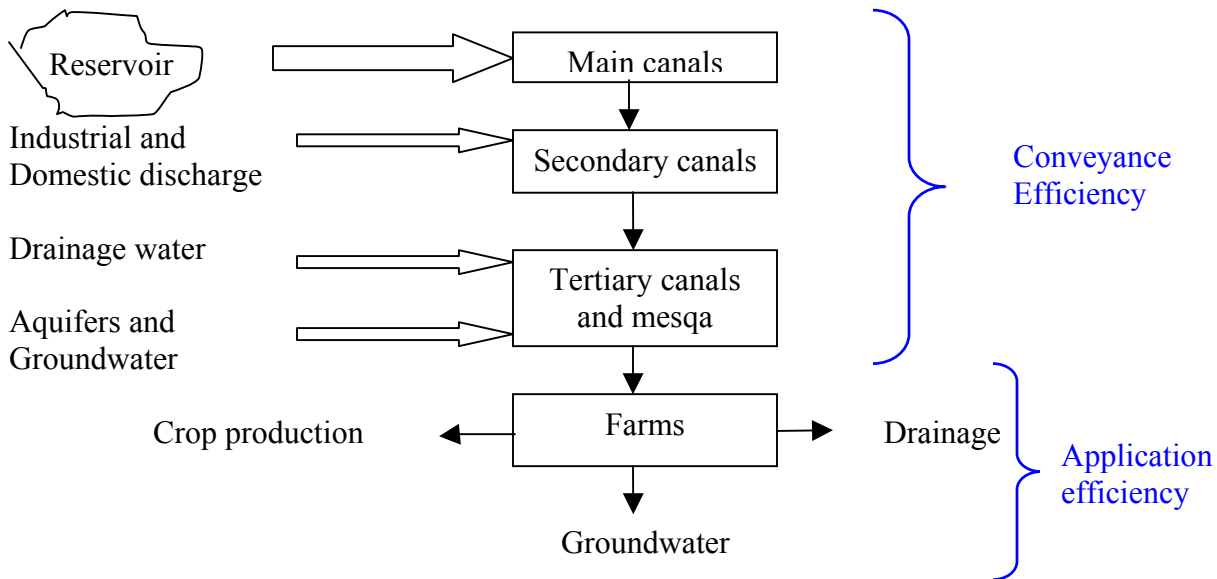 Reservoir
Main canals
Industrial and
Domestic discharge
Secondary canals
Conveyance
Efficiency
Drainage water
Tertiary canals
and mesqa
Aquifers and
Groundwater
Crop production
Farms
Drainage
Application
efficiency
Groundwater